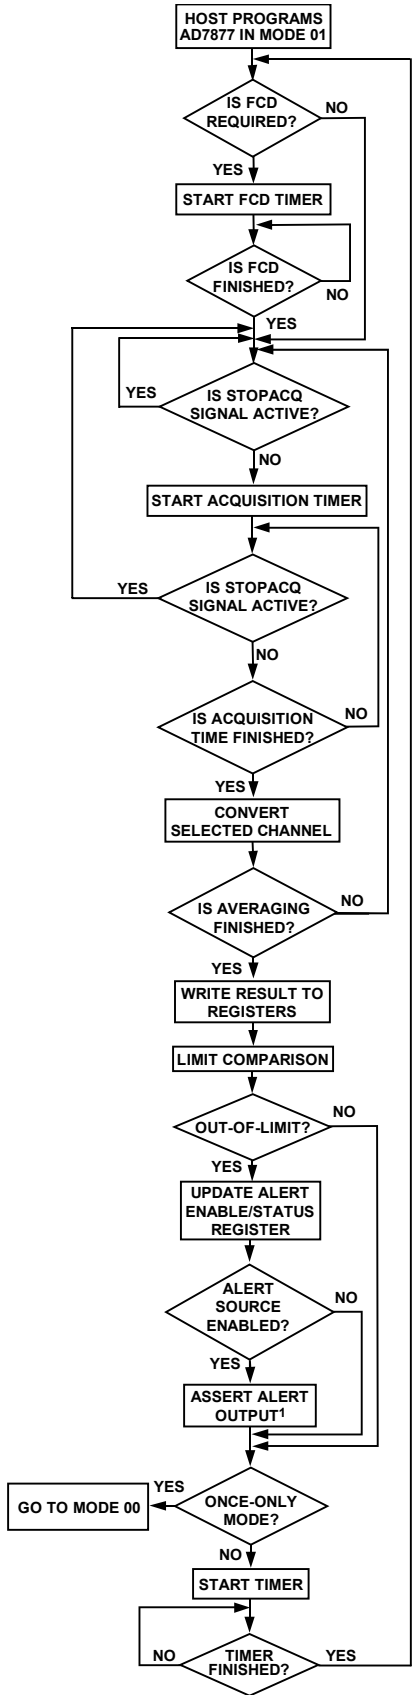 HOST PROGRAMS
AD7877 IN MODE 01
IS FCD
REQUIRED?
NO
YES
START FCD TIMER
IS FCD
FINISHED?
NO
YES
YES
IS STOPACQ
SIGNAL ACTIVE?
NO
START ACQUISITION TIMER
YES
IS STOPACQ
SIGNAL ACTIVE?
NO
IS ACQUISITION
TIME FINISHED?
NO
YES
CONVERT
SELECTED CHANNEL
IS AVERAGING
FINISHED?
NO
YES
WRITE RESULT TO
REGISTERS
LIMIT COMPARISON
OUT-OF-LIMIT?
NO
YES
UPDATE ALERT
ENABLE/STATUS
REGISTER
ALERT
SOURCE
ENABLED?
NO
YES
ASSERT ALERT
OUTPUT¹
YES
GO TO MODE 00
ONCE-ONLY
MODE?
NO
START TIMER
NO
TIMER
FINISHED?
YES